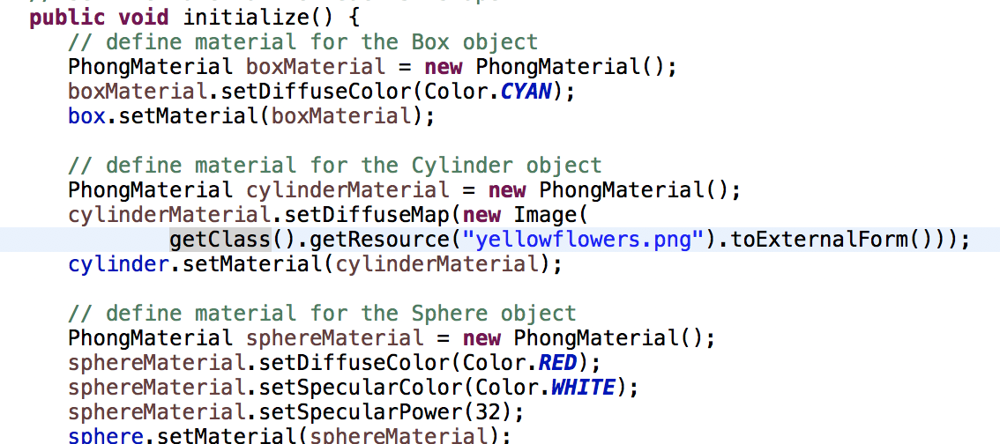 public void initialize() {
// define material for the Box object
PhongMaterial boxMaterial = new PhongMaterial();
boxMaterial.setDiffuseColor(Color.CYAN);
box.setMaterial(boxMaterial);
// define material for the Cylinder object
PhongMaterial cylinderMaterial = new PhongMaterial();
cylinderMaterial.setDiffuseMap(new Image(
getClass().getResource("yellowflowers.png").toExternalForm()));
cylinder.setMaterial(cylinderMaterial);
// define material for the Sphere object
PhongMaterial sphereMaterial = new PhongMaterial();
sphereMaterial.setDiffuseColor(Color.RED);
sphereMaterial.setSpecularColor(Color.WHITE);
sphereMaterial.setSpecularPower(32);
sphere.setMaterial(sphereMaterial);